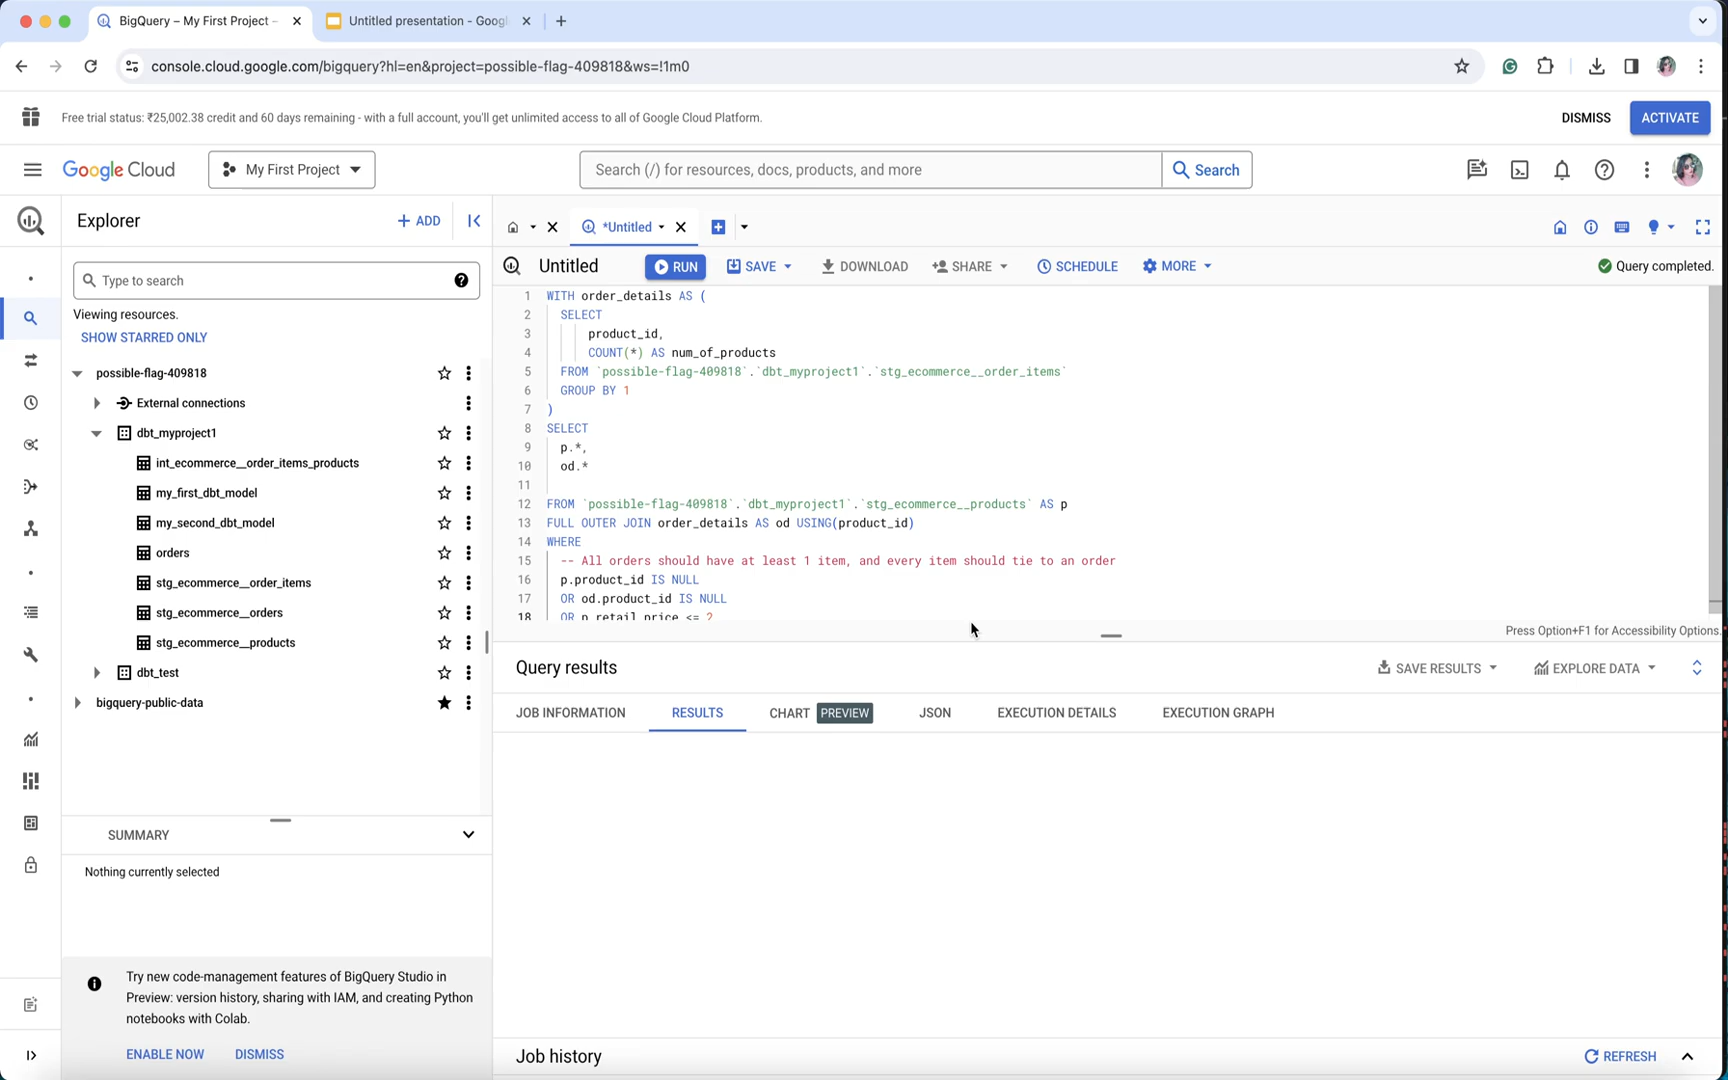 BigQuery – My First Project –
Untitled presentation - Googl
console.cloud.google.com/bigquery?hl=en&project=possible-flag-409818&ws=!1m0
Free trial status: ₹25,002.38 credit and 60 days remaining - with a full account, you'll get unlimited access to all of Google Cloud Platform.
DISMISS
ACTIVATE
Google Cloud
My First Project
Search (/) for resources, docs, products, and more
Search
Explorer
+ ADD
*Untitled
Untitled
RUN
SAVE
DOWNLOAD
SHARE
SCHEDULE
MORE
Query completed.
Type to search
Viewing resources.
SHOW STARRED ONLY
possible-flag-409818
External connections
dbt_myproject1
int_ecommerce__order_items_products
my_first_dbt_model
my_second_dbt_model
orders
stg_ecommerce__order_items
stg_ecommerce__orders
stg_ecommerce__products
dbt_test
bigquery-public-data
SUMMARY
Nothing currently selected
Try new code-management features of BigQuery Studio in
Preview: version history, sharing with IAM, and creating Python
notebooks with Colab.
ENABLE NOW
DISMISS
1 WITH order_details AS (
2 SELECT
3 product_id,
4 COUNT(*) AS num_of_products
5 FROM `possible-flag-409818`.`dbt_myproject1`.`stg_ecommerce__order_items`
6 GROUP BY 1
7 )
8 SELECT
9 p.*,
10 od.*
11
12 FROM `possible-flag-409818`.`dbt_myproject1`.`stg_ecommerce__products` AS p
13 FULL OUTER JOIN order_details AS od USING(product_id)
14 WHERE
15 -- All orders should have at least 1 item, and every item should tie to an order
16 p.product_id IS NULL
17 OR od.product_id IS NULL
18 OR p.retail_price <= 2
Press Option+F1 for Accessibility Options.
Query results
SAVE RESULTS
EXPLORE DATA
JOB INFORMATION
RESULTS
CHART PREVIEW
JSON
EXECUTION DETAILS
EXECUTION GRAPH
Job history
REFRESH